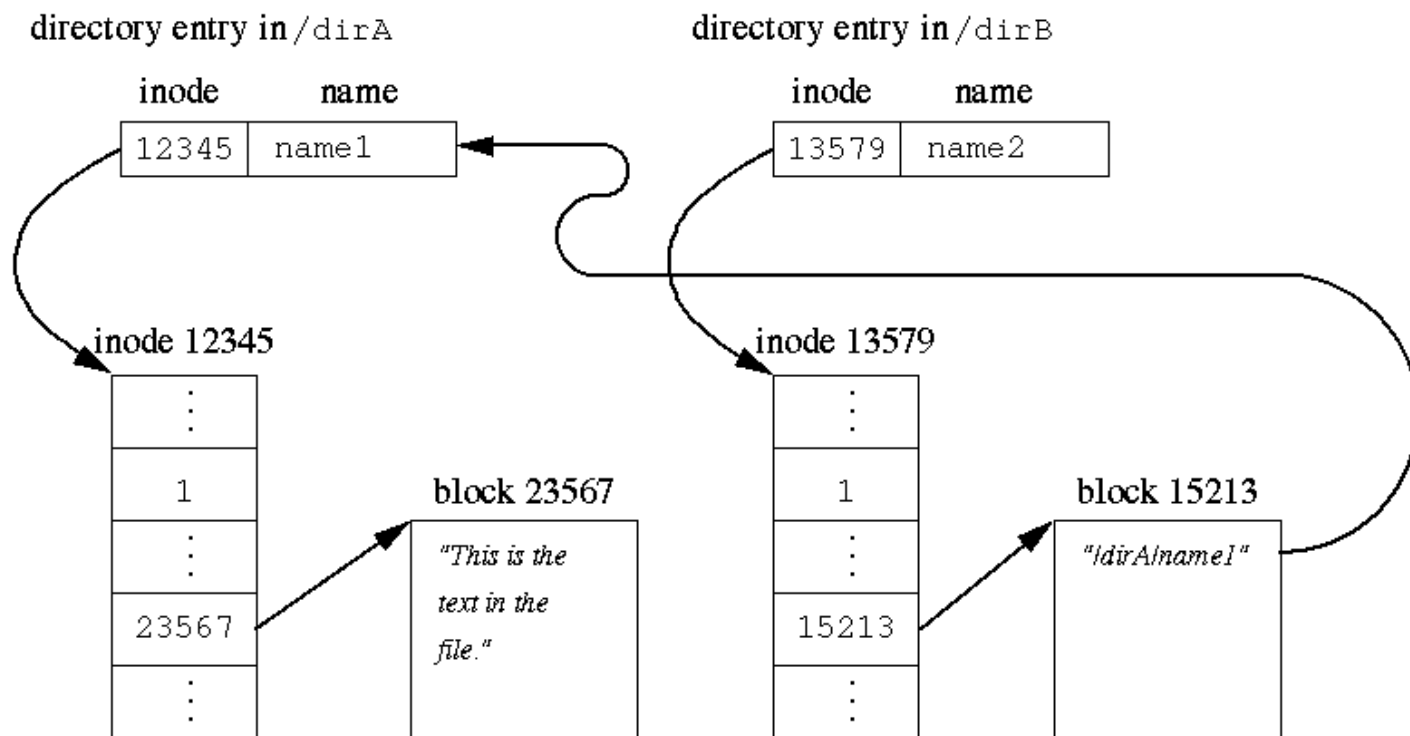 directory entry in /dirA
directory entry in /dirB
inode name
inode name
12345 name1
13579 name2
inode 12345
inode 13579
1
1
block 23567
block 15213
"This is the
text in the
file."
"/dirA/name1"
23567
15213